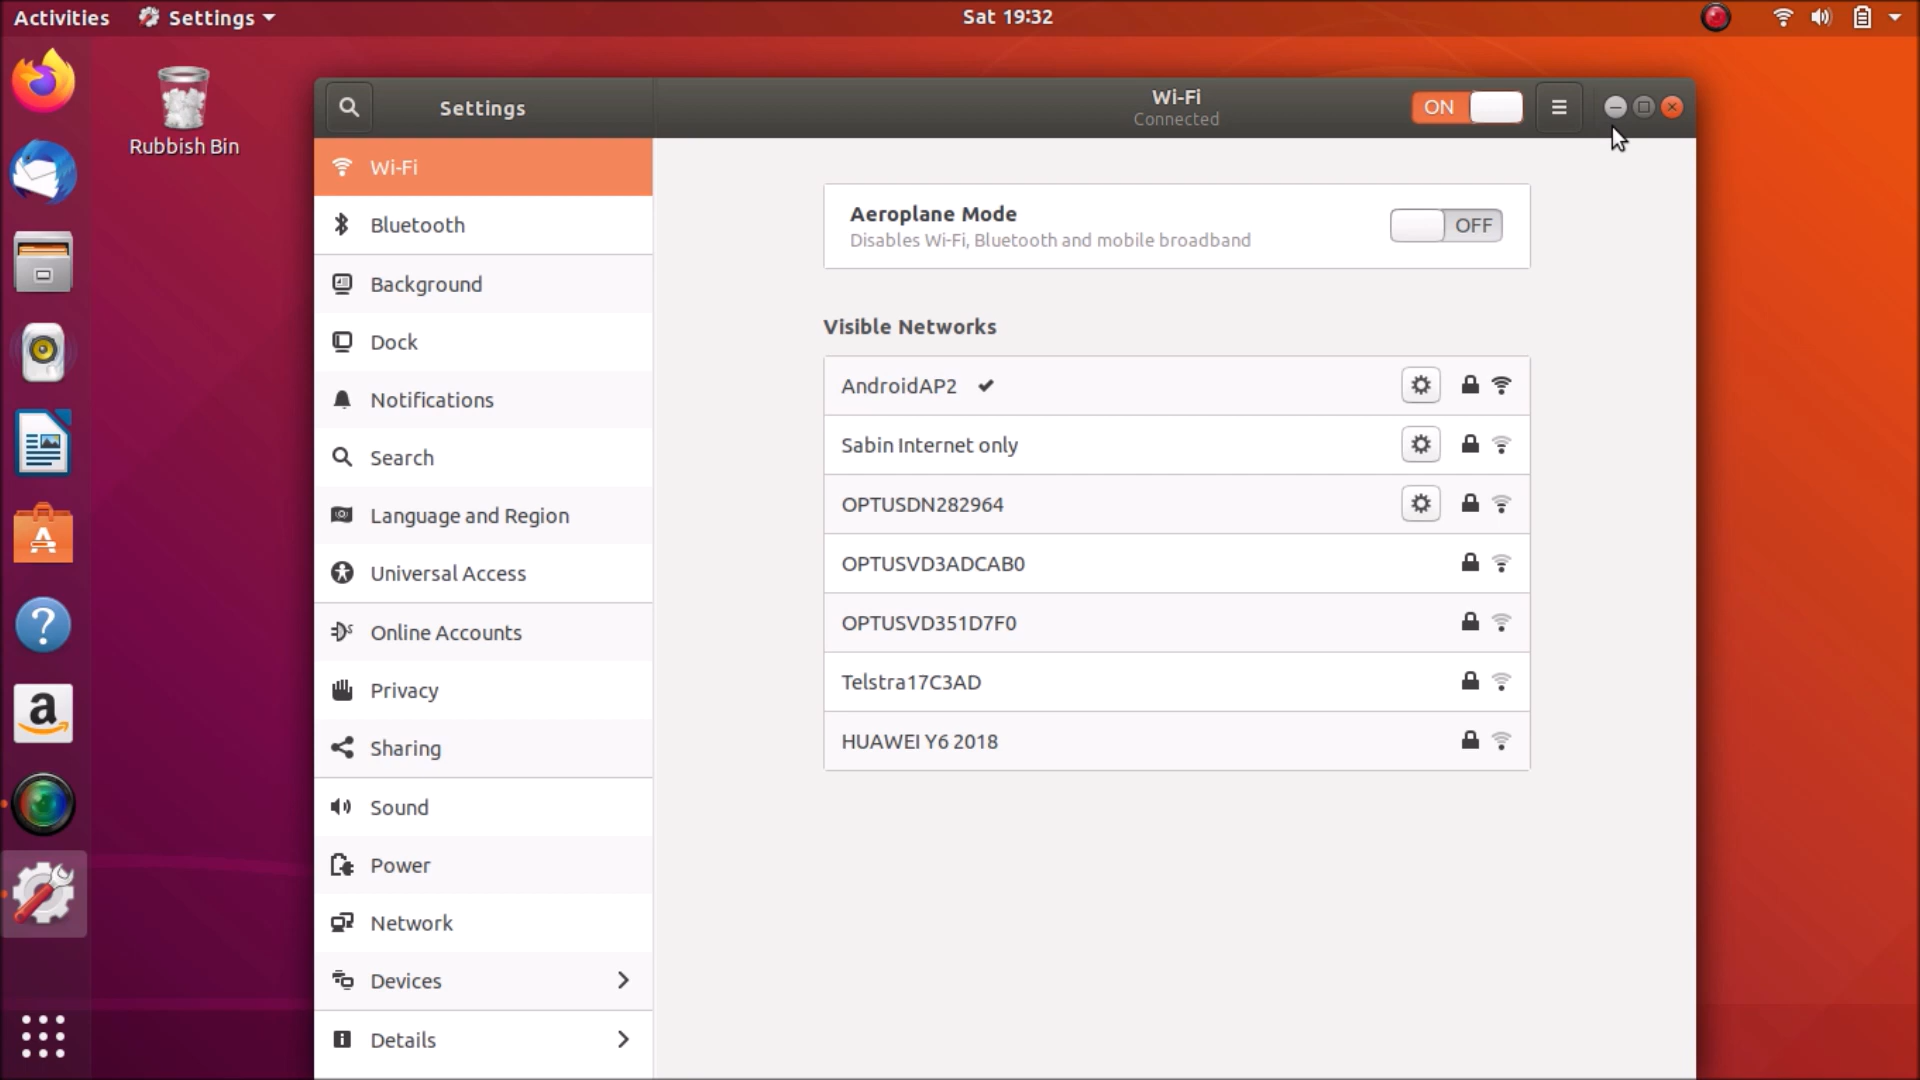 Activities Settings Sat 19:32
Rubbish Bin
Settings
Wi-Fi
Connected
ON
Wi-Fi
Bluetooth
Background
Dock
Notifications
Search
Language and Region
Universal Access
Online Accounts
Privacy
Sharing
Sound
Power
Network
Devices
Details
Aeroplane Mode
Disables Wi-Fi, Bluetooth and mobile broadband
OFF
Visible Networks
AndroidAP2
Sabin Internet only
OPTUSDN282964
OPTUSVD3ADCAB0
OPTUSVD351D7F0
Telstra17C3AD
HUAWEI Y6 2018